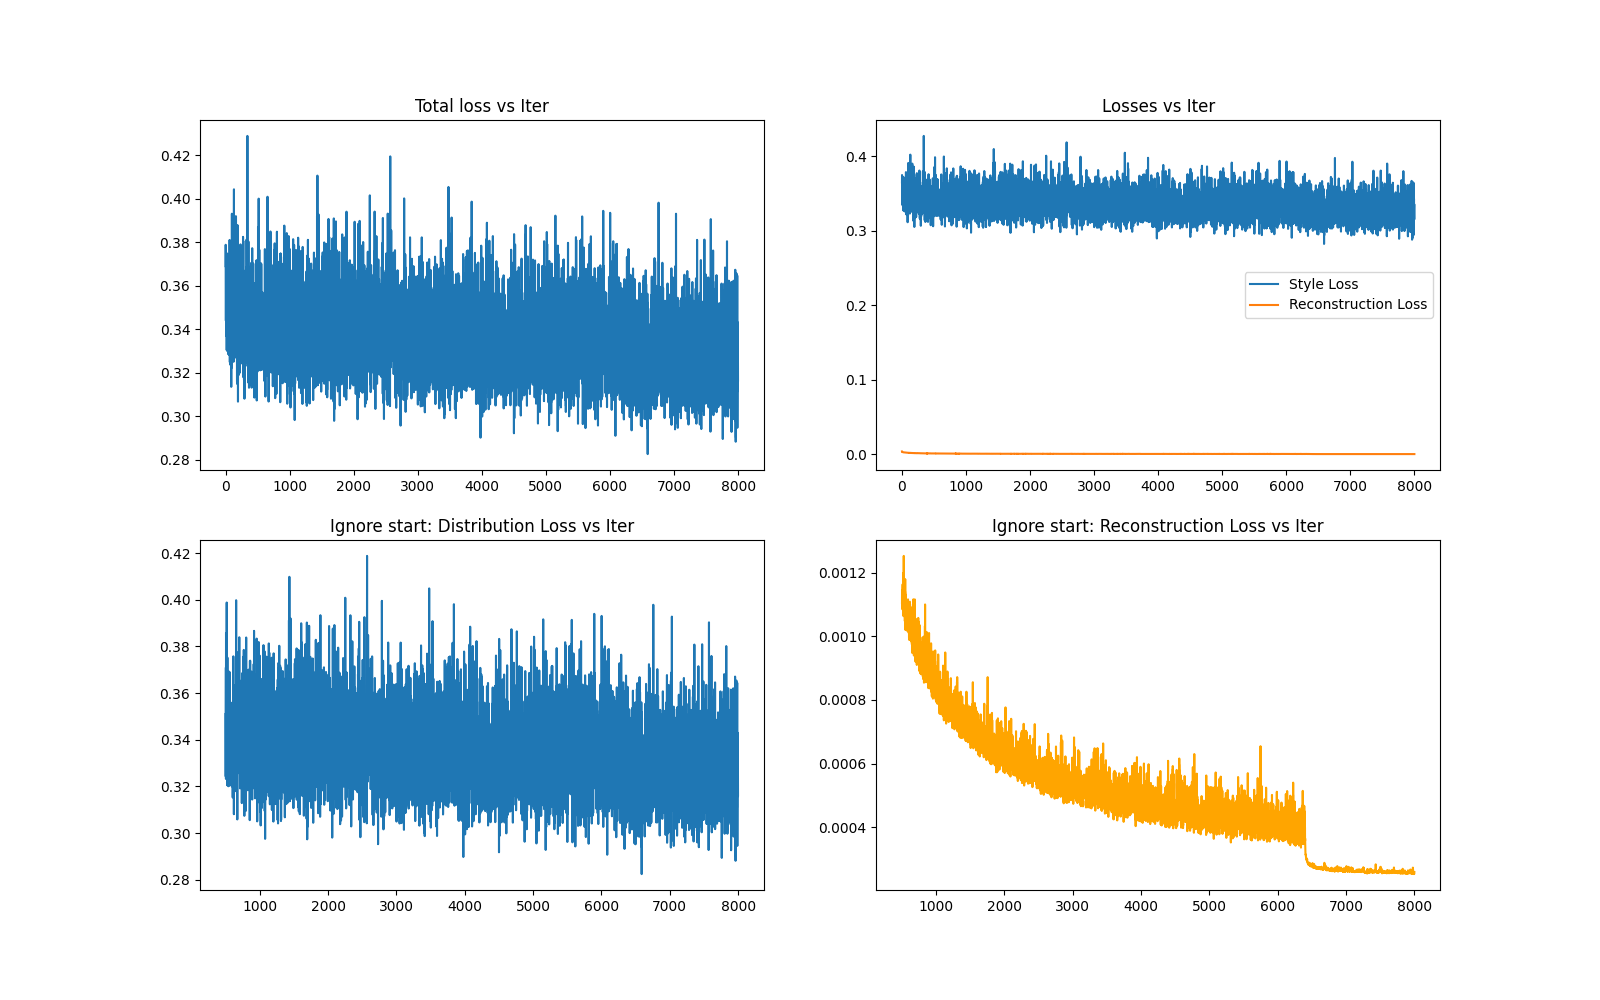 Total loss vs Iter
0.42
0.40
0.38
0.36
0.34
0.32
0.30
0.28
0 1000 2000 3000 4000 5000 6000 7000 8000
Losses vs Iter
0.4
0.3
0.2
0.1
0.0
Style Loss
Reconstruction Loss
0 1000 2000 3000 4000 5000 6000 7000 8000
Ignore start: Distribution Loss vs Iter
0.42
0.40
0.38
0.36
0.34
0.32
0.30
0.28
1000 2000 3000 4000 5000 6000 7000 8000
Ignore start: Reconstruction Loss vs Iter
0.0012
0.0010
0.0008
0.0006
0.0004
1000 2000 3000 4000 5000 6000 7000 8000